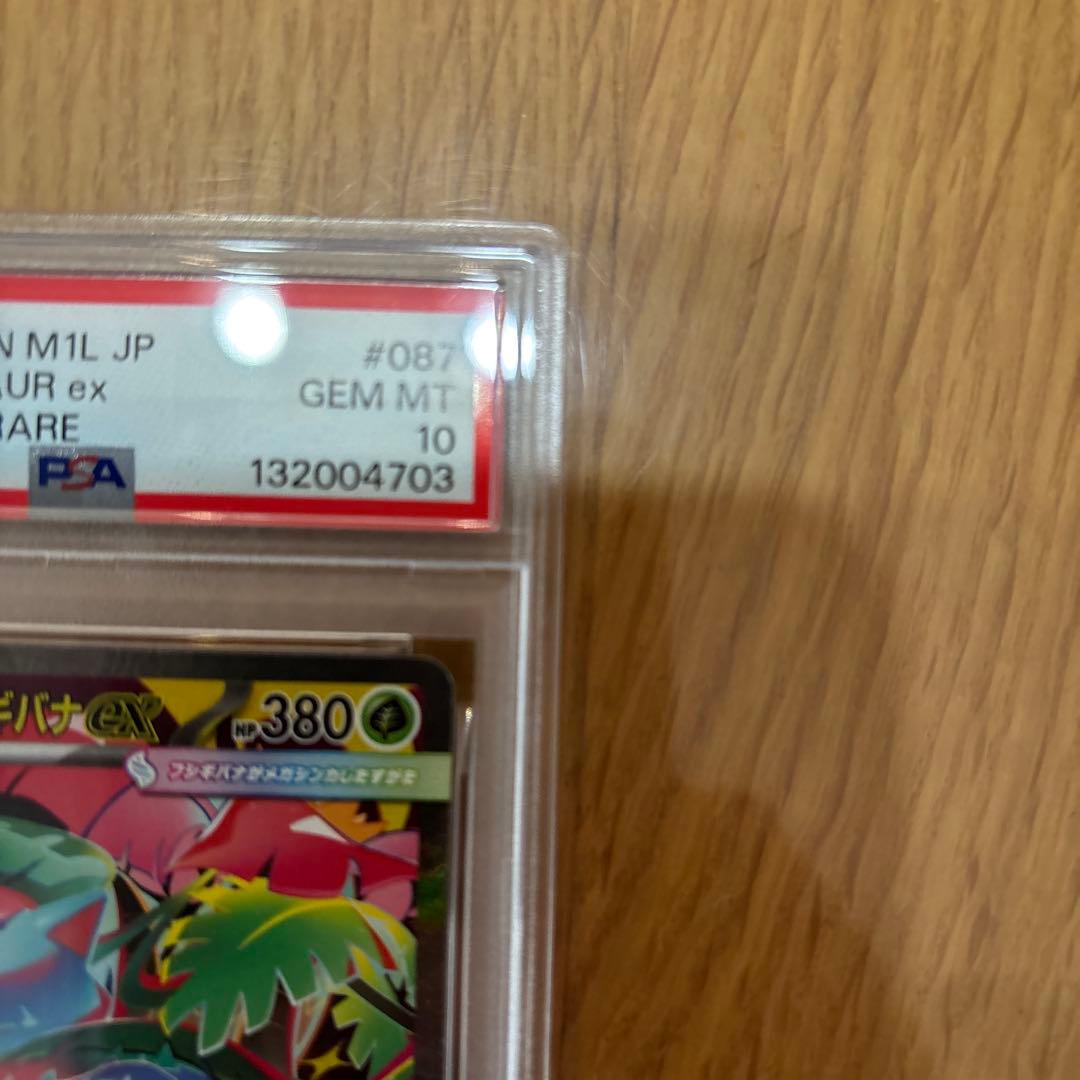 N M1L JP #087
AUR ex GEM MT
RARE 10
PSA 132004703
ギバナex HP380
フシギバナがメガシンカしたすがた